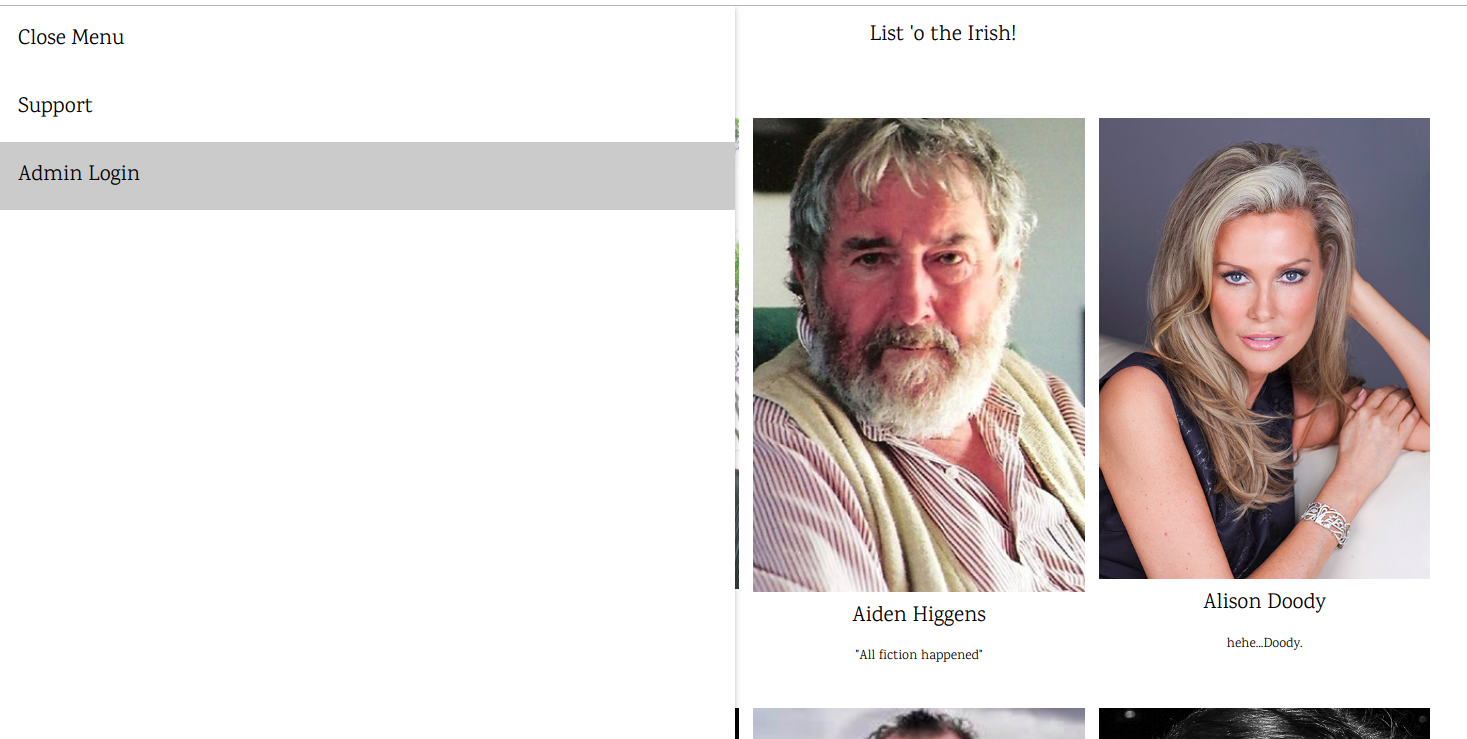 Close Menu
Support
Admin Login
List 'o the Irish!
Aiden Higgens
"All fiction happened"
Alison Doody
hehe...Doody.